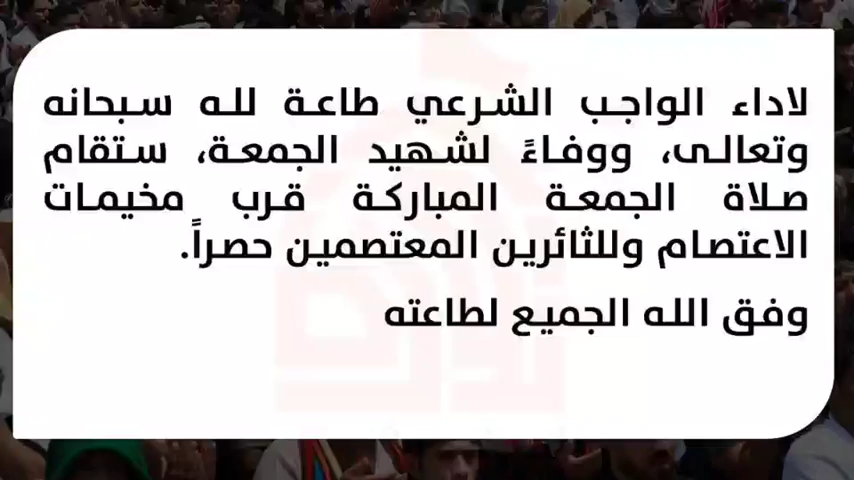 لاداء الواجب الشرعي طاعة لله سبحانه
وتعالى، ووفاءً لشهيد الجمعة، ستقام
صلاة الجمعة المباركة قرب مخيمات
الاعتصام وللثائرين المعتصمين حصراً.
وفق الله الجميع لطاعته